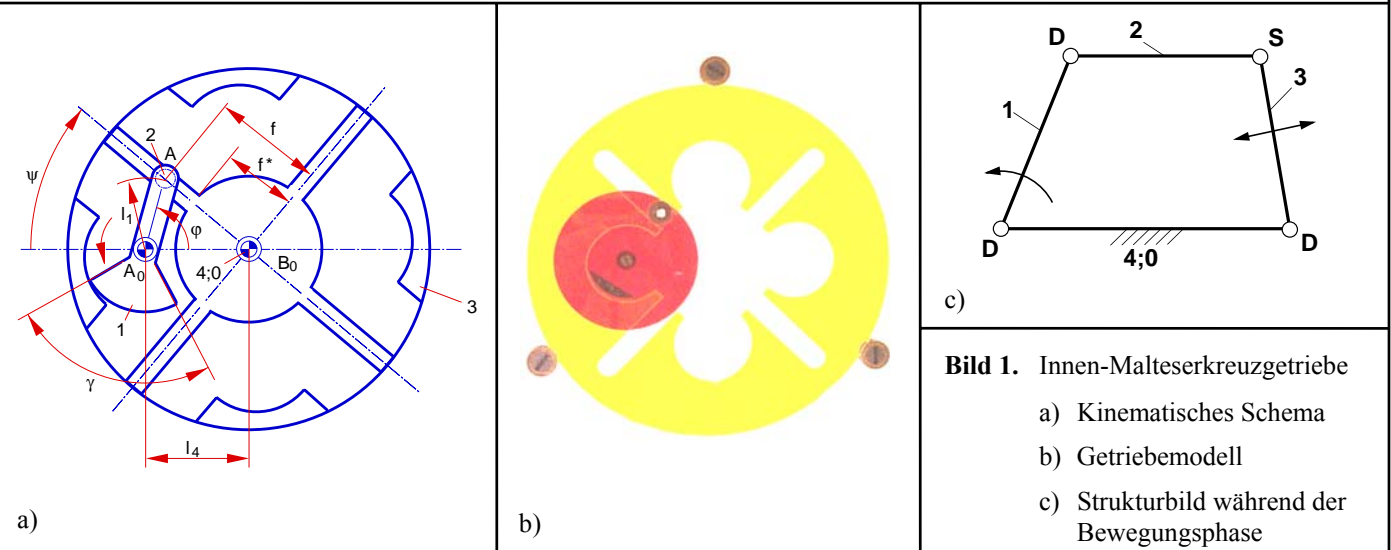 ψ
2
A
f
f*
l1
φ
A0
4;0
B0
1
3
γ
l4
a)
b)
D
2
S
1
3
D
4;0
D
c)
Bild 1. Innen-Malteserkreuzgetriebe
a) Kinematisches Schema
b) Getriebemodell
c) Strukturbild während der
Bewegungsphase